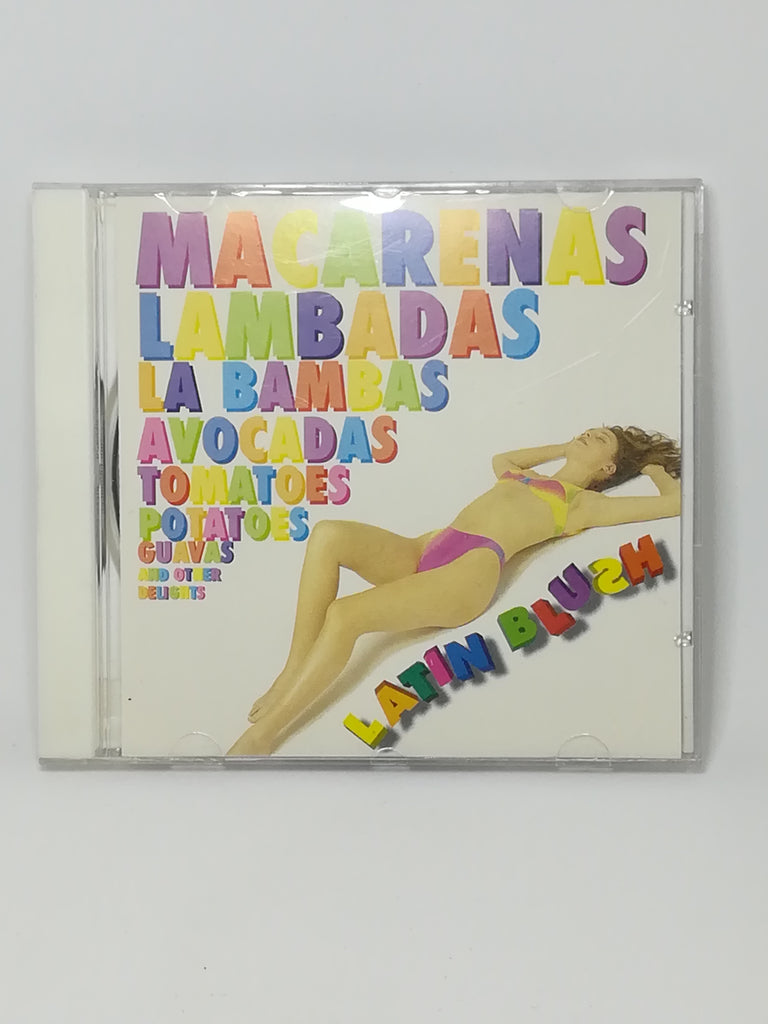 MACARENAS
LAMBADAS
LA BAMBAS
AVOCADAS
TOMATOES
POTATOES
GUAVAS
AND OTHER
DELIGHTS
LATIN BLUSH